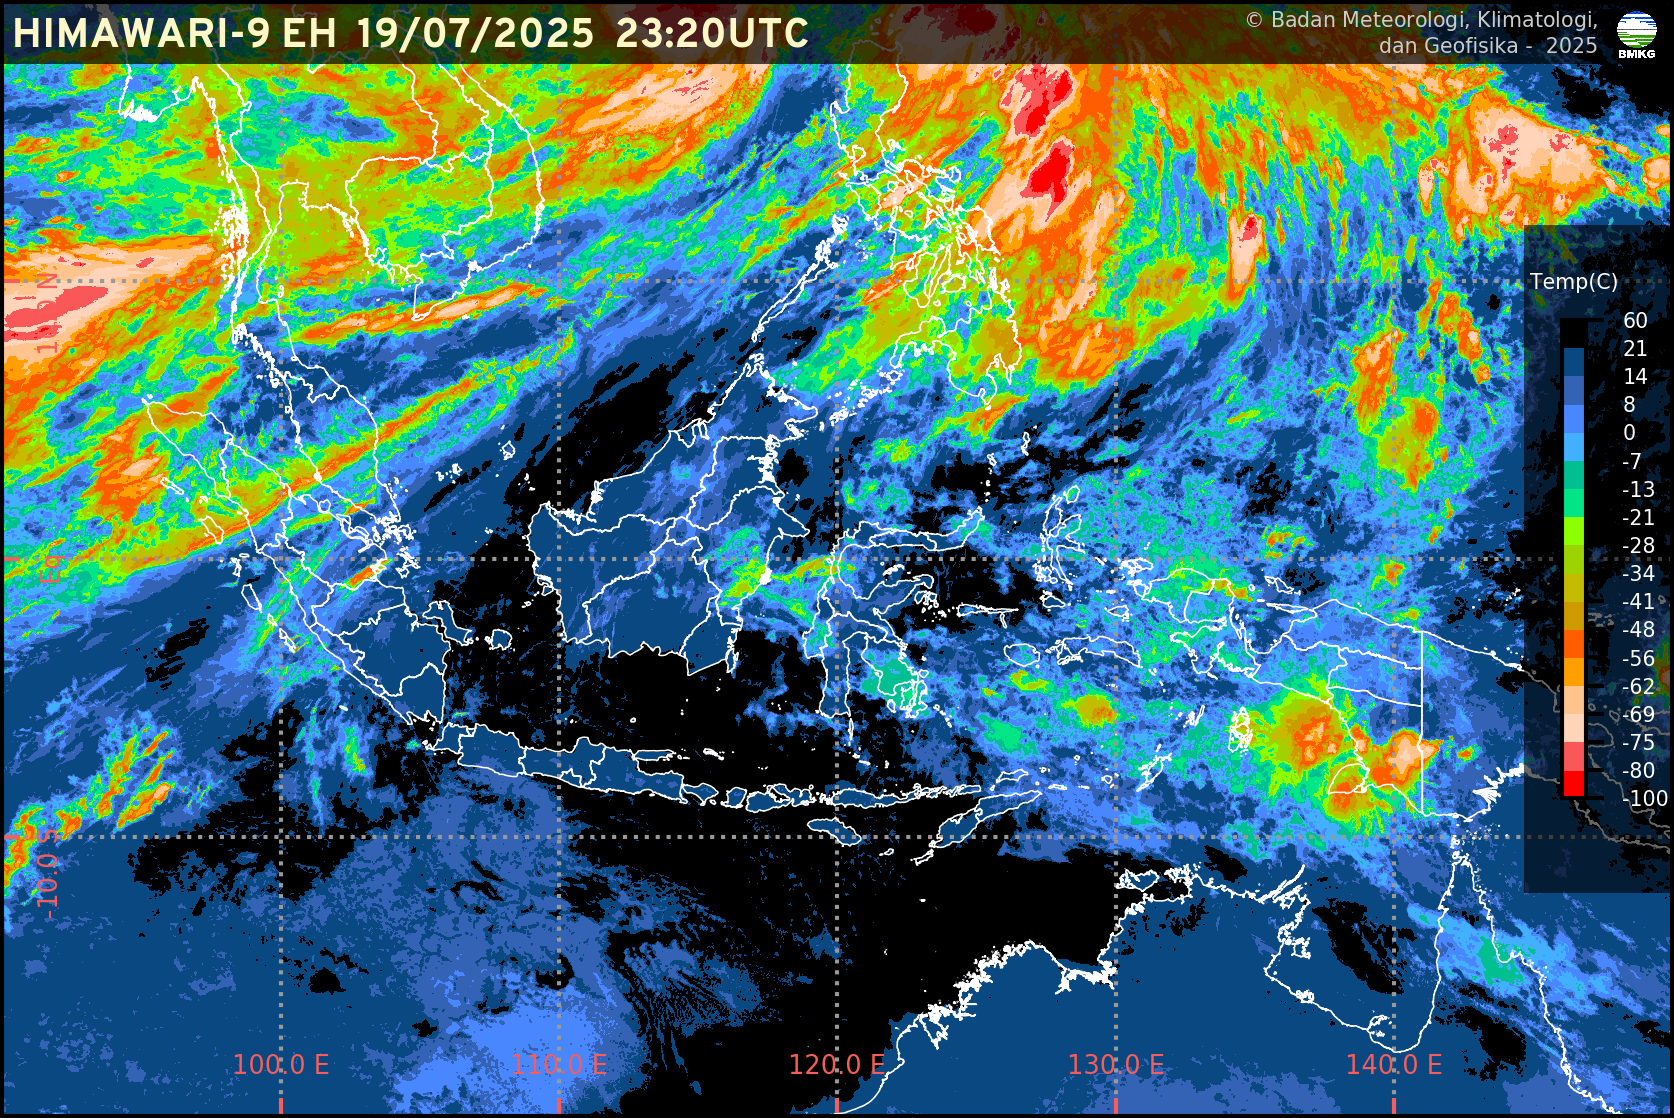 HIMAWARI-9 EH 19/07/2025 23:20UTC
© Badan Meteorologi, Klimatologi,
dan Geofisika - 2025
BMKG
Temp(C)
60
21
14
8
0
-7
-13
-21
-28
-34
-41
-48
-56
-62
-69
-75
-80
-100
-10.0 S
100.0 E
110.0 E
120.0 E
130.0 E
140.0 E